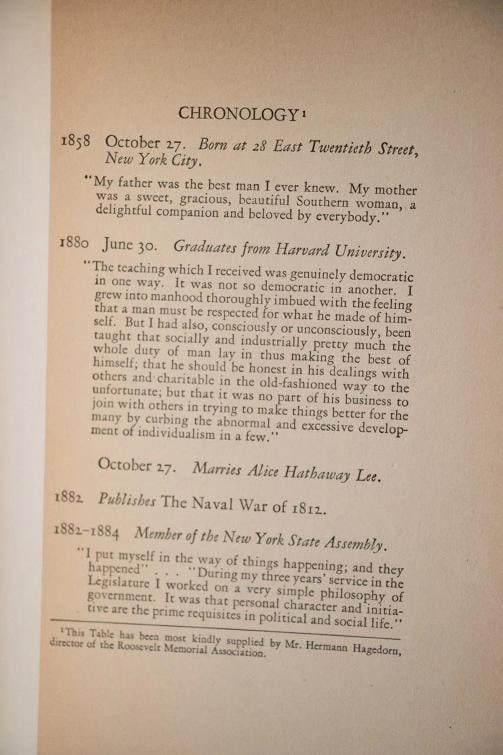 CHRONOLOGY¹
1858 October 27. Born at 28 East Twentieth Street,
New York City.
"My father was the best man I ever knew. My mother
was a sweet, gracious, beautiful Southern woman, a
delightful companion and beloved by everybody."
1880 June 30. Graduates from Harvard University.
"The teaching which I received was genuinely democratic
in one way. It was not so democratic in another. I
grew into manhood thoroughly imbued with the feeling
that a man must be respected for what he made of him-
self. But I had also, consciously or unconsciously, been
taught that socially and industrially pretty much the
whole duty of man lay in thus making the best of
himself; that he should be honest in his dealings with
others and charitable in the old-fashioned way to the
unfortunate; but that it was no part of his business to
join with others in trying to make things better for the
many by curbing the abnormal and excessive develop-
ment of individualism in a few."
October 27. Marries Alice Hathaway Lee.
1882 Publishes The Naval War of 1812.
1882–1884 Member of the New York State Assembly.
"I put myself in the way of things happening; and they
happened" . . . "During my three years' service in the
Legislature I worked on a very simple philosophy of
government. It was that personal character and initia-
tive are the prime requisites in political and social life."
¹This Table has been most kindly supplied by Mr. Hermann Hagedorn,
director of the Roosevelt Memorial Association.